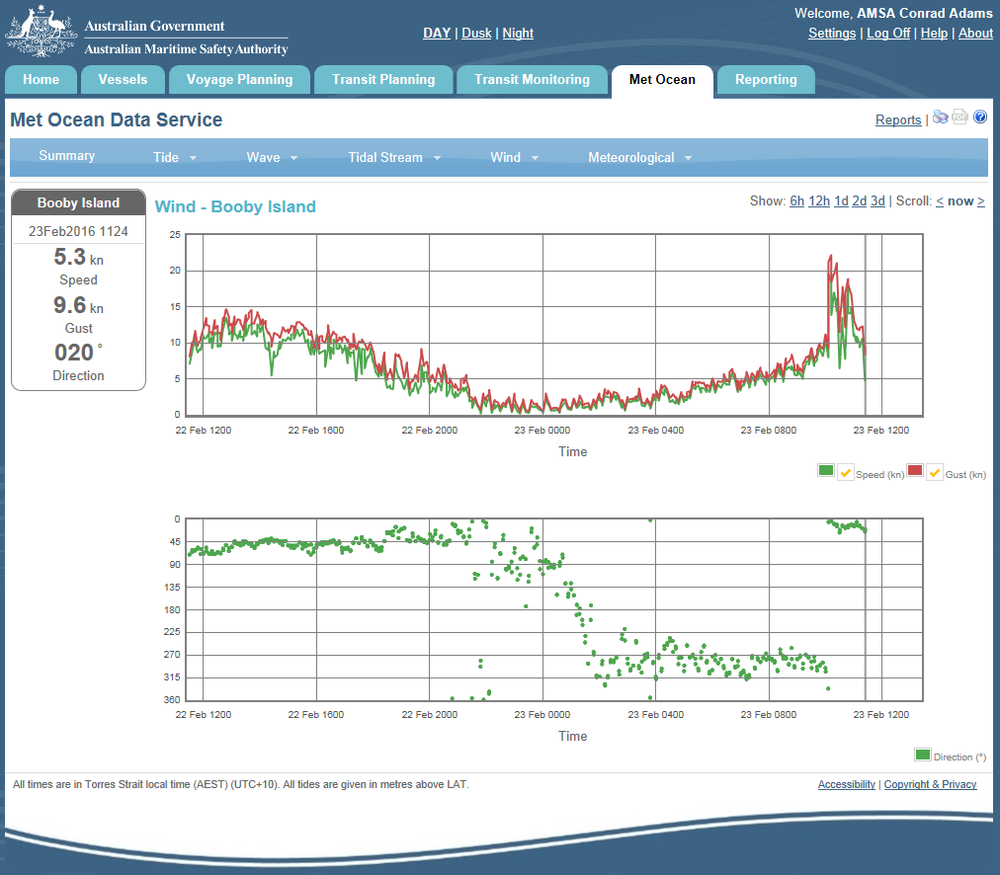 Australian Government
Australian Maritime Safety Authority
DAY | Dusk | Night
Welcome, AMSA Conrad Adams
Settings | Log Off | Help | About
Home Vessels Voyage Planning Transit Planning Transit Monitoring Met Ocean Reporting
Met Ocean Data Service
Reports | PDF ?
Summary Tide Wave Tidal Stream Wind Meteorological
Booby Island
23Feb2016 1124
5.3 kn
Speed
9.6 kn
Gust
020 °
Direction
Wind - Booby Island
Show: 6h 12h 1d 2d 3d | Scroll: < now >
25
20
15
10
5
0
22 Feb 1200 22 Feb 1600 22 Feb 2000 23 Feb 0000 23 Feb 0400 23 Feb 0800 23 Feb 1200
Time
Speed (kn) Gust (kn)
0
45
90
135
180
225
270
315
360
22 Feb 1200 22 Feb 1600 22 Feb 2000 23 Feb 0000 23 Feb 0400 23 Feb 0800 23 Feb 1200
Time
Direction (°)
All times are in Torres Strait local time (AEST) (UTC+10). All tides are given in metres above LAT.
Accessibility | Copyright & Privacy